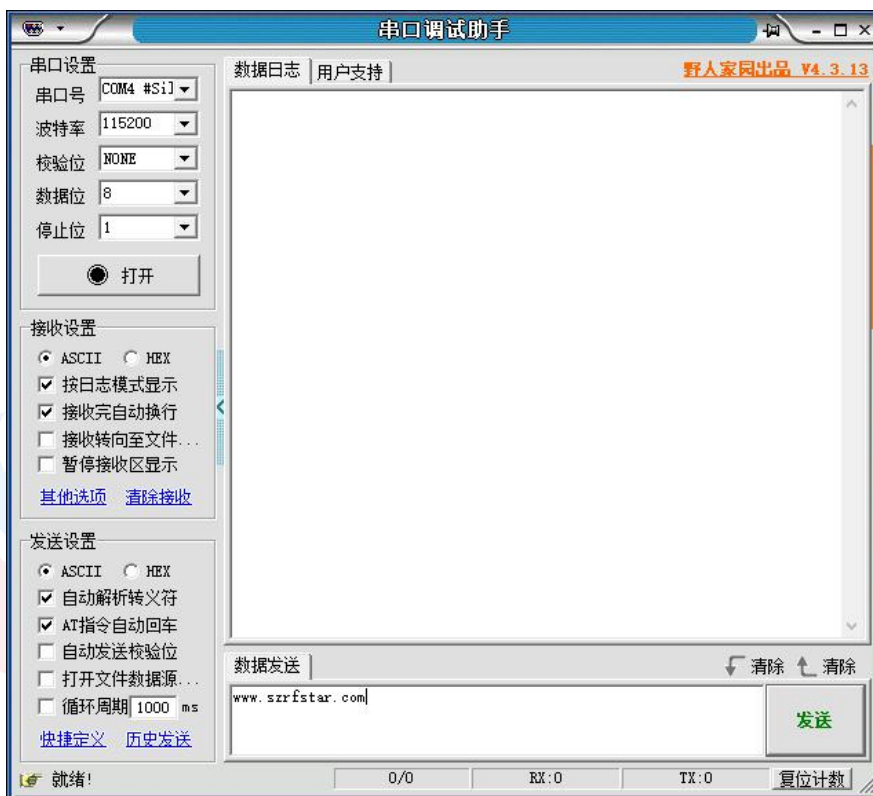 串口调试助手
串口设置
串口号 COM4 #Sil
波特率 115200
校验位 NONE
数据位 8
停止位 1
打开
接收设置
ASCII HEX
按日志模式显示
接收完自动换行
接收转向至文件...
暂停接收区显示
其他选项 清除接收
发送设置
ASCII HEX
自动解析转义符
AT指令自动回车
自动发送校验位
打开文件数据源...
循环周期 1000 ms
快捷定义 历史发送
数据日志 用户支持 野人家园出品 V4.3.13
数据发送 清除 清除
www.szrfstar.com
发送
就绪! 0/0 RX:0 TX:0 复位计数